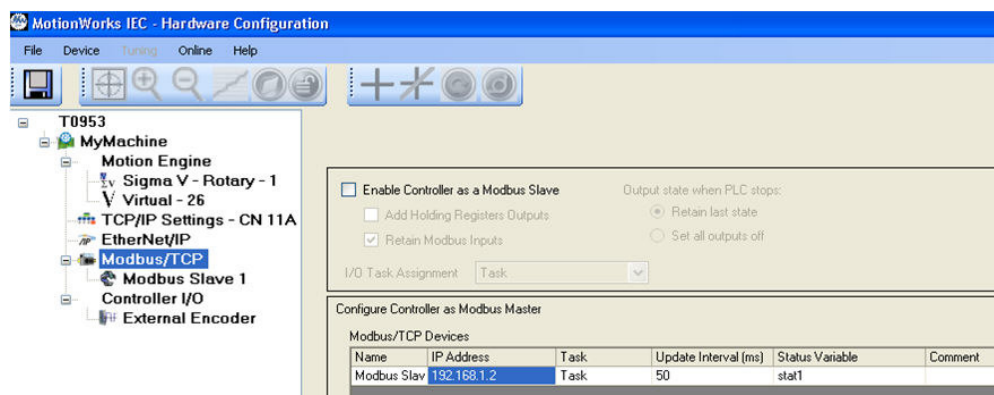 MotionWorks IEC - Hardware Configuration
File Device Tuning Online Help
T0953
MyMachine
Motion Engine
Sigma V - Rotary - 1
Virtual - 26
TCP/IP Settings - CN 11A
EtherNet/IP
Modbus/TCP
Modbus Slave 1
Controller I/O
External Encoder
Enable Controller as a Modbus Slave
Add Holding Registers Outputs
Retain Modbus Inputs
I/O Task Assignment Task
Output state when PLC stops:
Retain last state
Set all outputs off
Configure Controller as Modbus Master
Modbus/TCP Devices
Name IP Address Task Update Interval (ms) Status Variable Comment
Modbus Slav 192.168.1.2 Task 50 stat1